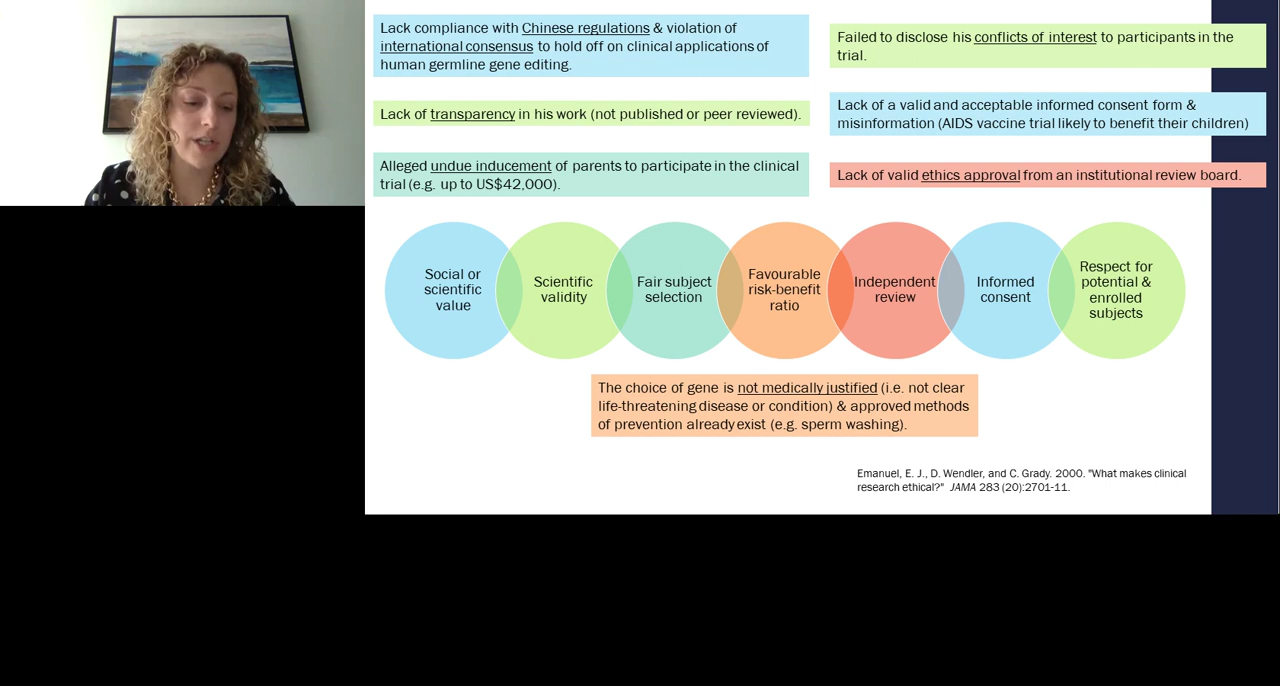 Lack compliance with Chinese regulations & violation of
international consensus to hold off on clinical applications of
human germline gene editing.
Lack of transparency in his work (not published or peer reviewed).
Alleged undue inducement of parents to participate in the clinical
trial (e.g. up to US$42,000).
Failed to disclose his conflicts of interest to participants in the
trial.
Lack of a valid and acceptable informed consent form &
misinformation (AIDS vaccine trial likely to benefit their children)
Lack of valid ethics approval from an institutional review board.
Social or
scientific
value
Scientific
validity
Fair subject
selection
Favourable
risk-benefit
ratio
Independent
review
Informed
consent
Respect for
potential &
enrolled
subjects
The choice of gene is not medically justified (i.e. not clear
life-threatening disease or condition) & approved methods
of prevention already exist (e.g. sperm washing).
Emanuel, E. J., D. Wendler, and C. Grady. 2000. "What makes clinical
research ethical?" JAMA 283 (20):2701-11.